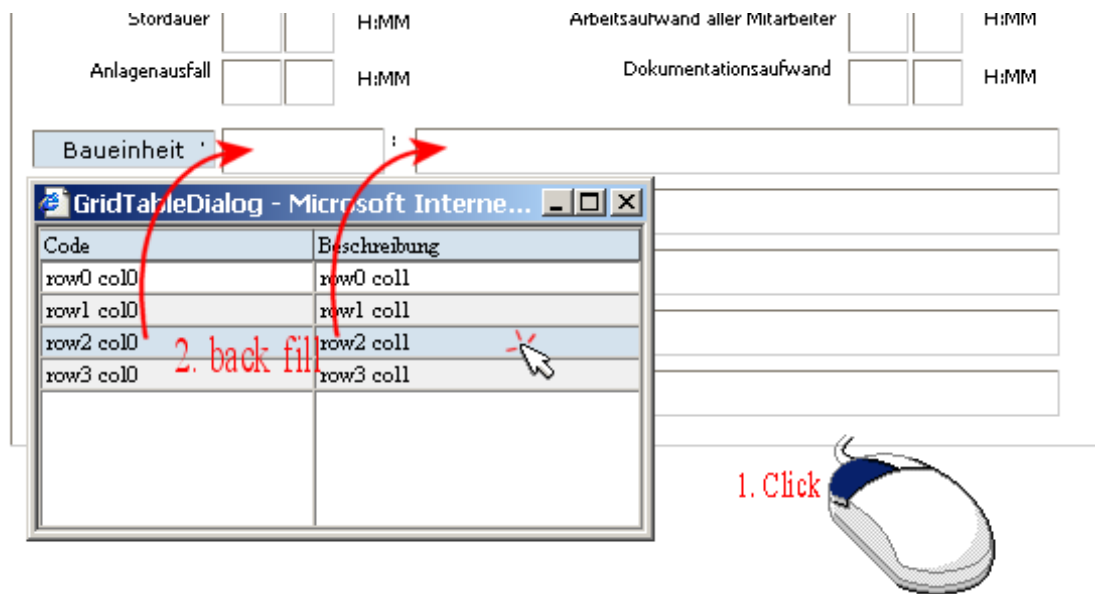 Stordauer H:MM Arbeitsaufwand aller Mitarbeiter H:MM
Anlagenausfall H:MM Dokumentationsaufwand H:MM
Baueinheit ' :
GridTableDialog - Microsoft Interne...
Code Beschreibung
row0 col0 row0 col1
row1 col0 row1 col1
row2 col0 row2 col1
2. back fill
row3 col0 row3 col1
1. Click